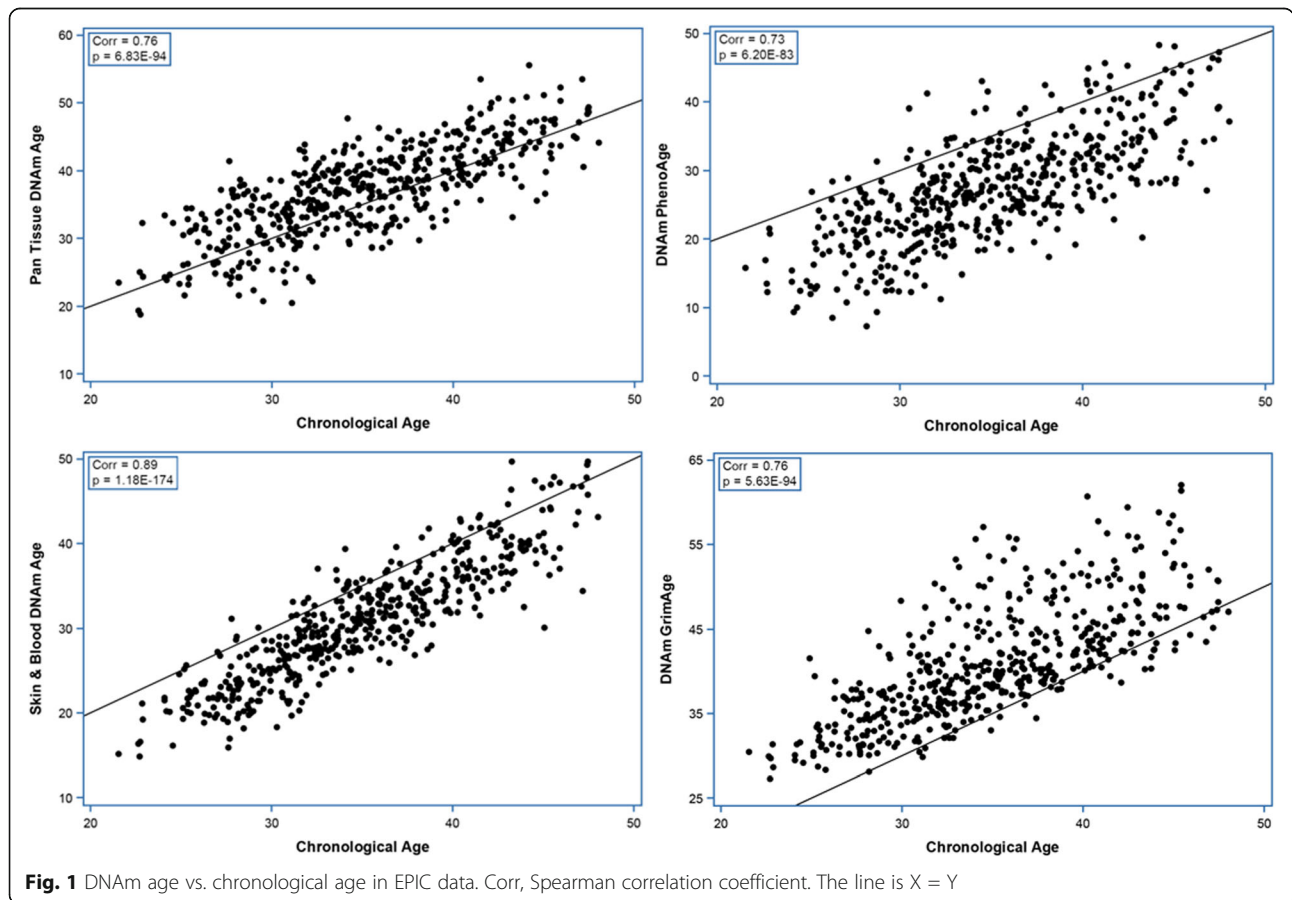 Corr = 0.76
p = 6.83E-94
60
50
40
30
20
10
Pan Tissue DNAm Age
20 30 40 50
Chronological Age
Corr = 0.73
p = 6.20E-83
50
40
30
20
10
0
DNAm PhenoAge
20 30 40 50
Chronological Age
Corr = 0.89
p = 1.18E-174
50
40
30
20
10
Skin & Blood DNAm Age
20 30 40 50
Chronological Age
Corr = 0.76
p = 5.63E-94
65
55
45
35
25
DNAm GrimAge
20 30 40 50
Chronological Age
Fig. 1 DNAm age vs. chronological age in EPIC data. Corr, Spearman correlation coefficient. The line is X = Y